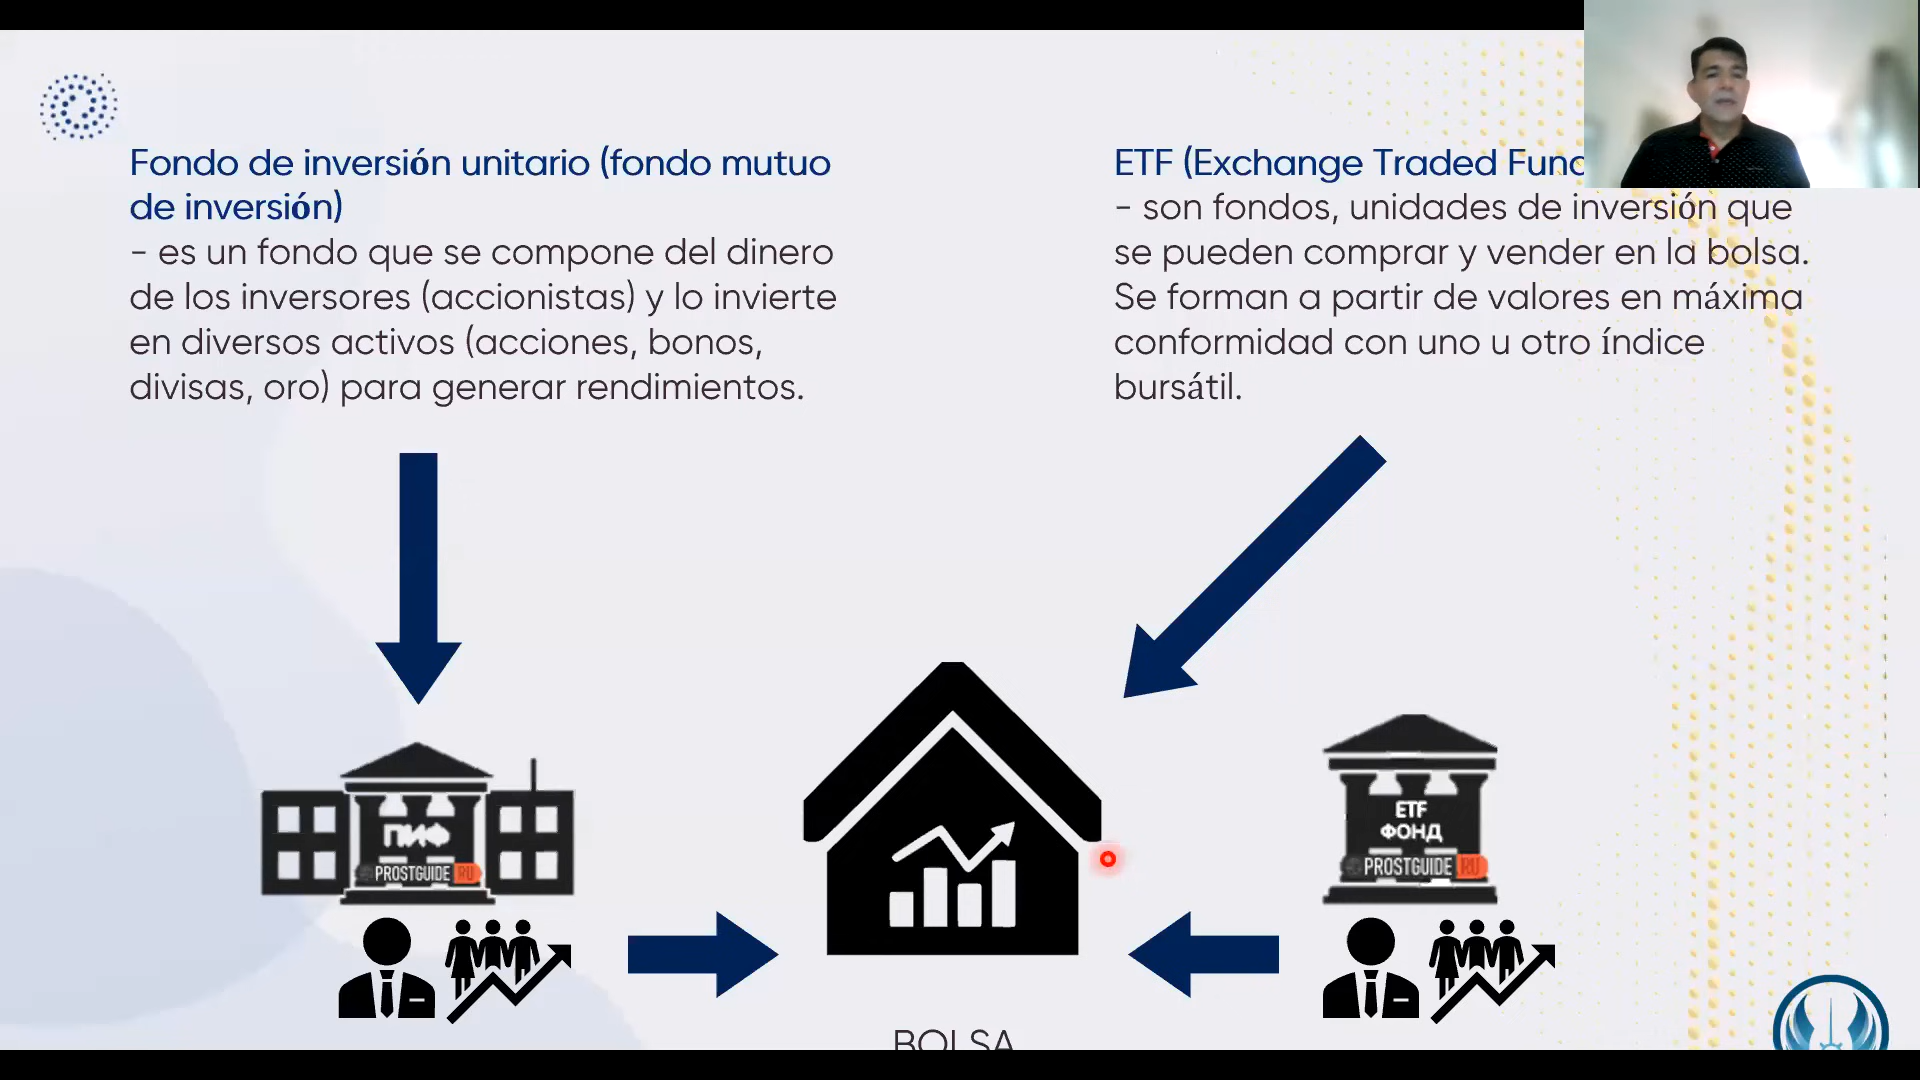 Fondo de inversión unitario (fondo mutuo
de inversión)
- es un fondo que se compone del dinero
de los inversores (accionistas) y lo invierte
en diversos activos (acciones, bonos,
divisas, oro) para generar rendimientos.
ETF (Exchange Traded Func
- son fondos, unidades de inversión que
se pueden comprar y vender en la bolsa.
Se forman a partir de valores en máxima
conformidad con uno u otro índice
bursátil.
ПИФ
PROSTGUIDE RU
ETF
ФОНД
PROSTGUIDE RU
BOLSA